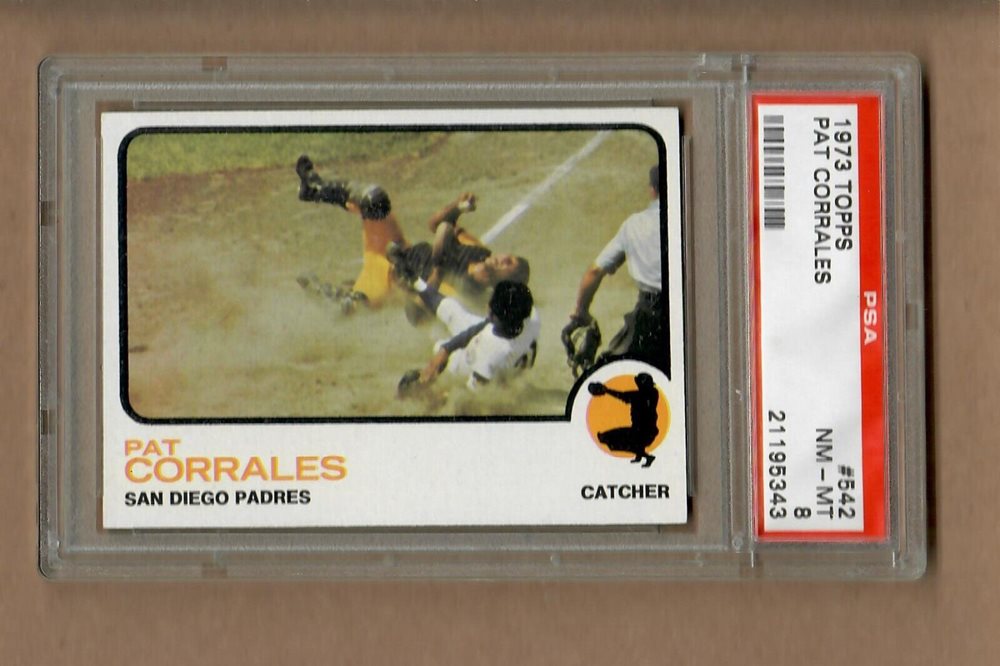 PAT
CORRALES
SAN DIEGO PADRES
CATCHER
1973 TOPPS #542
PAT CORRALES NM - MT
8
21195343
PSA